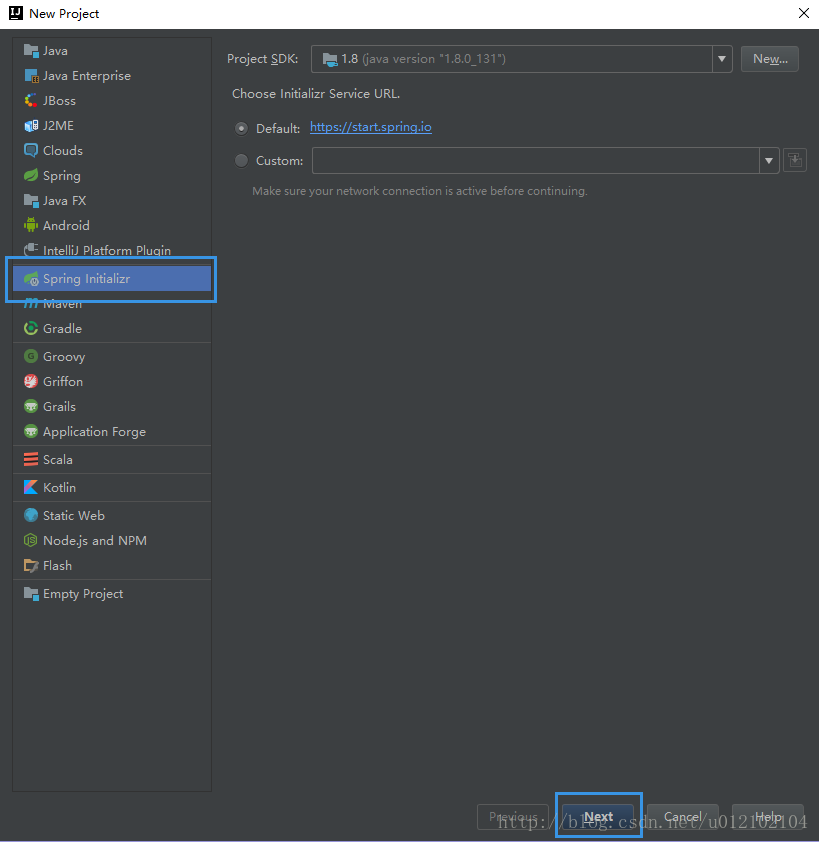 New Project
Java
Java Enterprise
JBoss
J2ME
Clouds
Spring
Java FX
Android
IntelliJ Platform Plugin
Spring Initializr
Maven
Gradle
Groovy
Griffon
Grails
Application Forge
Scala
Kotlin
Static Web
Node.js and NPM
Flash
Empty Project
Project SDK: 1.8 (java version "1.8.0_131") New...
Choose Initializr Service URL.
Default: https://start.spring.io
Custom:
Make sure your network connection is active before continuing.
Previous Next Cancel Help
http://blog.csdn.net/u012102104